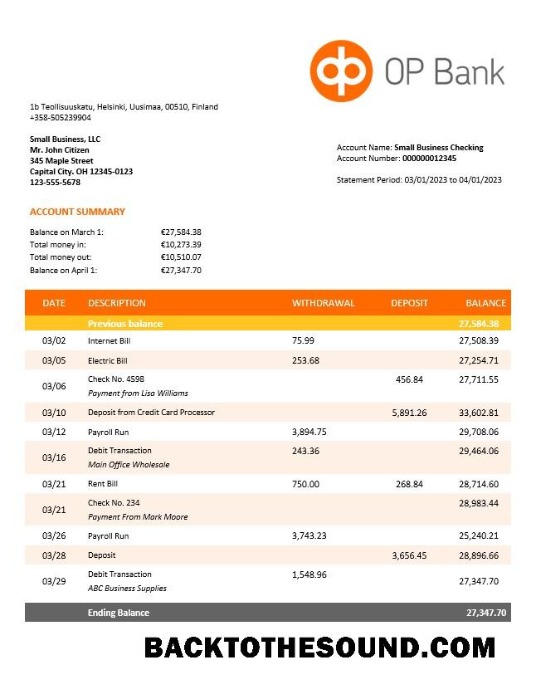 OP Bank
1b Teollisuuskatu, Helsinki, Uusimaa, 00510, Finland
+358-505239904
Small Business, LLC
Mr. John Citizen
345 Maple Street
Capital City. OH 12345-0123
123-555-5678
Account Name: Small Business Checking
Account Number: 000000012345
Statement Period: 03/01/2023 to 04/01/2023
ACCOUNT SUMMARY
Balance on March 1: €27,584.38
Total money in: €10,273.39
Total money out: €10,510.07
Balance on April 1: €27,347.70
DATE DESCRIPTION WITHDRAWAL DEPOSIT BALANCE
Previous balance 27,584.38
03/02 Internet Bill 75.99 27,508.39
03/05 Electric Bill 253.68 27,254.71
03/06 Check No. 4598 456.84 27,711.55
Payment from Lisa Williams
03/10 Deposit from Credit Card Processor 5,891.26 33,602.81
03/12 Payroll Run 3,894.75 29,708.06
03/16 Debit Transaction 243.36 29,464.06
Main Office Wholesale
03/21 Rent Bill 750.00 268.84 28,714.60
03/21 Check No. 234 28,983.44
Payment From Mark Moore
03/26 Payroll Run 3,743.23 25,240.21
03/28 Deposit 3,656.45 28,896.66
03/29 Debit Transaction 1,548.96 27,347.70
ABC Business Supplies
Ending Balance 27,347.70
BACKTOTHESOUND.COM